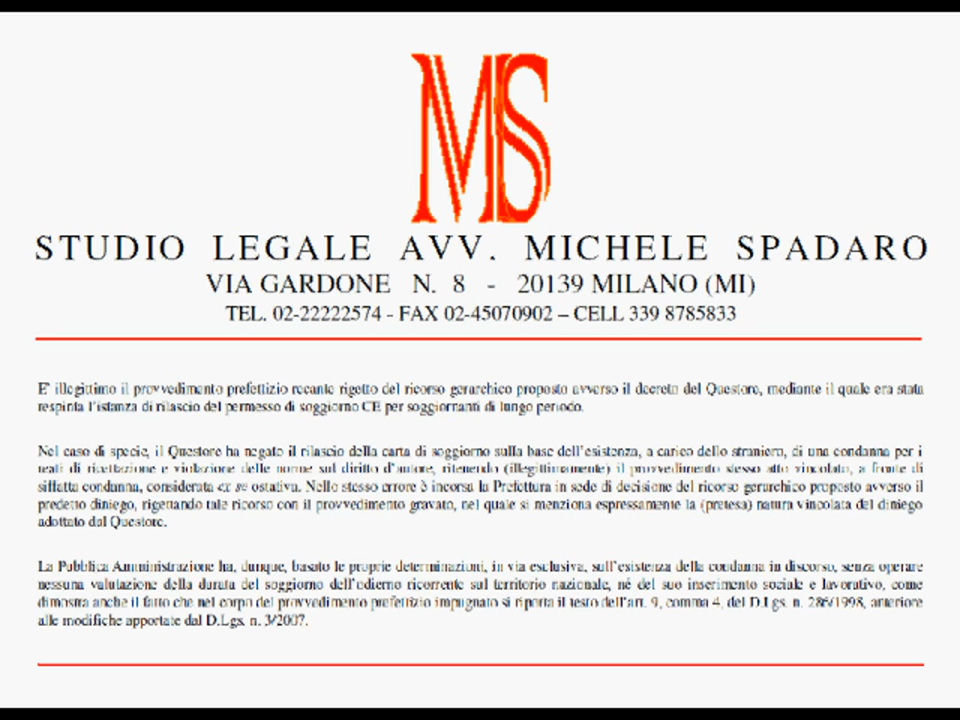 MS
STUDIO LEGALE AVV. MICHELE SPADARO
VIA GARDONE N. 8 - 20139 MILANO (MI)
TEL. 02-22222574 - FAX 02-45070902 – CELL 339 8785833
E' illegittimo il provvedimento prefettizio recante rigetto del ricorso gerarchico proposto avverso il decreto del Questore, mediante il quale era stata
respinta l'istanza di rilascio del permesso di soggiorno CE per soggiornanti di lungo periodo.
Nel caso di specie, il Questore ha negato il rilascio della carta di soggiorno sulla base dell'esistenza, a carico dello straniero, di una condanna per i
reati di ricettazione e violazione delle norme sul diritto d'autore, ritenendo (illegittimamente) il provvedimento stesso atto vincolato, a fronte di
siffatta condanna, considerata ex se ostativa. Nello stesso errore è incorsa la Prefettura in sede di decisione del ricorso gerarchico proposto avverso il
predetto diniego, rigettando tale ricorso con il provvedimento gravato, nel quale si menziona espressamente la (pretesa) natura vincolata del diniego
adottato dal Questore.
La Pubblica Amministrazione ha, dunque, basato le proprie determinazioni, in via esclusiva, sull'esistenza della condanna in discorso, senza operare
nessuna valutazione della durata del soggiorno dell'odierno ricorrente sul territorio nazionale, né del suo inserimento sociale e lavorativo, come
dimostra anche il fatto che nel corpo del provvedimento prefettizio impugnato si riporta il testo dell'art. 9, comma 4, del D.Lgs. n. 286/1998, anteriore
alle modifiche apportate dal D.Lgs. n. 3/2007.